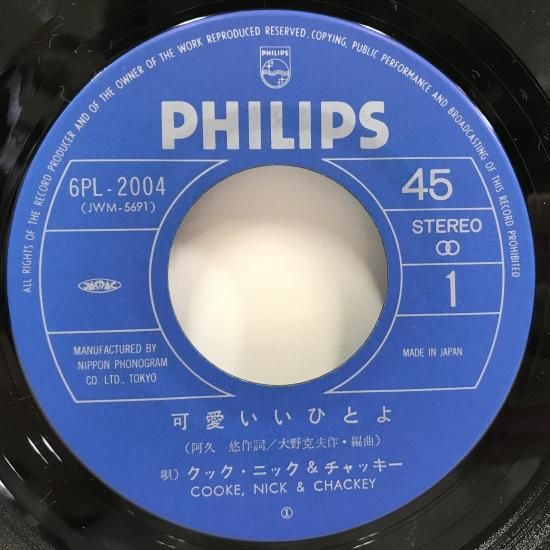 ALL RIGHTS OF THE RECORD PRODUCER AND OF THE OWNER OF THE WORK REPRODUCED RESERVED. COPYING, PUBLIC PERFORMANCE AND BROADCASTING OF THIS RECORD PROHIBITED
PHILIPS
PHILIPS
6PL-2004
(JWM-5691)
45
STEREO
1
JASRAC
MANUFACTURED BY
NIPPON PHONOGRAM
CO. LTD., TOKYO
MADE IN JAPAN
可愛いいひとよ
(阿久 悠作詞/大野克夫作・編曲)
唄) クック・ニック&チャッキー
COOKE, NICK & CHACKEY
①